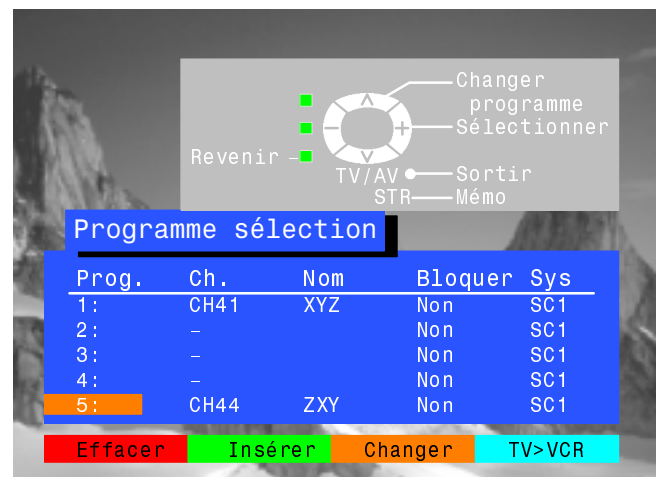 Changer
programme
Sélectionner
Revenir
TV/AV Sortir
STR Mémo
Programme sélection
Prog. Ch. Nom Bloquer Sys
1: CH41 XYZ Non SC1
2: – Non SC1
3: – Non SC1
4: – Non SC1
5: CH44 ZXY Non SC1
Effacer Insérer Changer TV>VCR